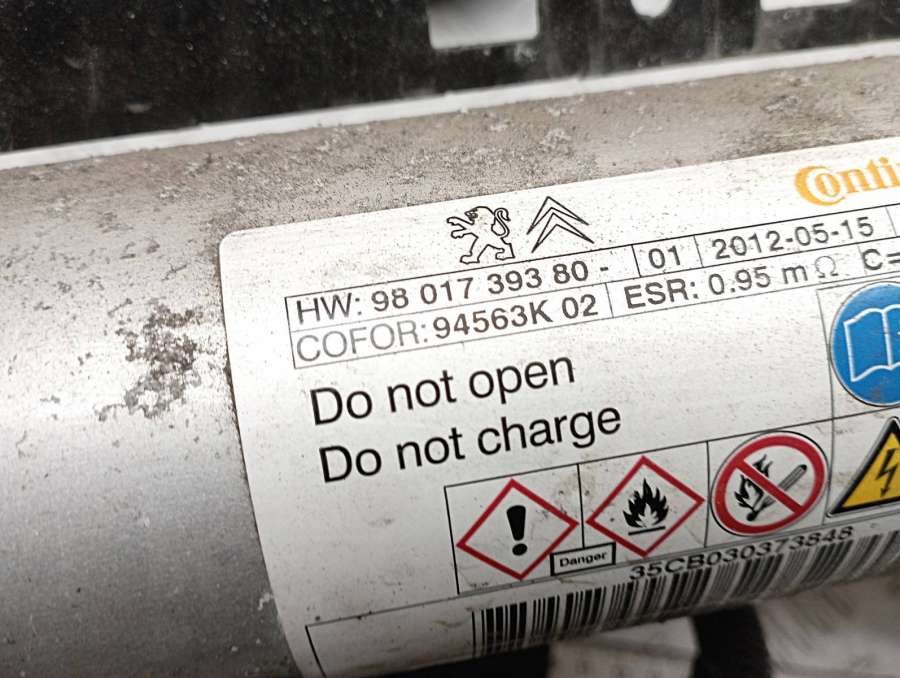 Conti
HW: 98 017 393 80 - 01 2012-05-15
COFOR: 94563K 02 ESR: 0.95 mΩ C=
Do not open
Do not charge
Danger
35CB030373848